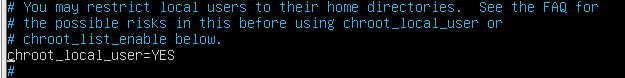 # You may restrict local users to their home directories.  See the FAQ for
# the possible risks in this before using chroot_local_user or
# chroot_list_enable below.
chroot_local_user=YES
#